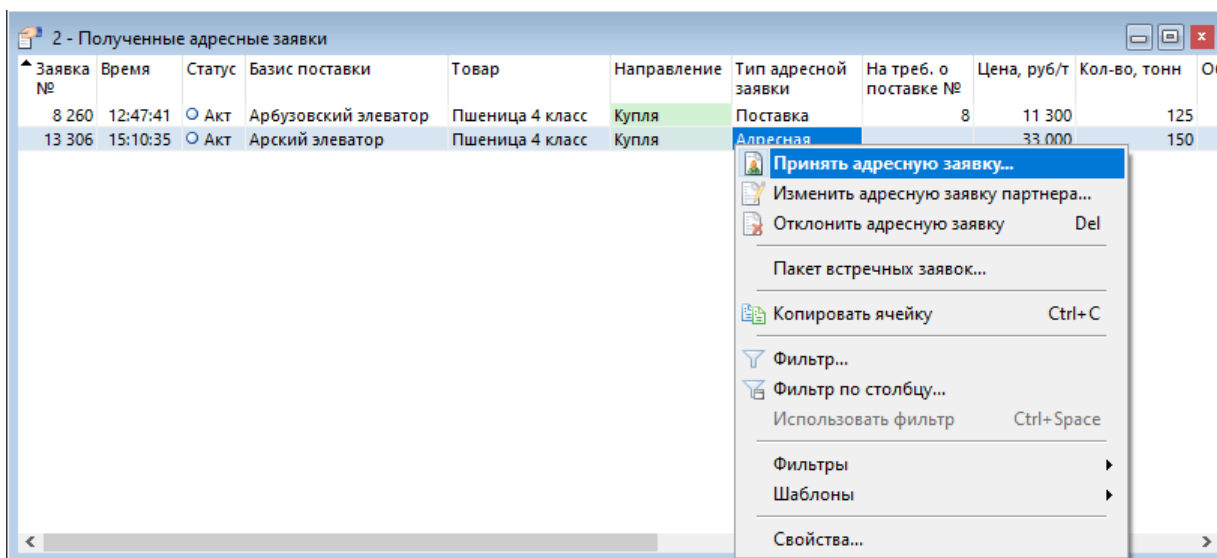 2 - Полученные адресные заявки
Заявка № Время Статус Базис поставки Товар Направление Тип адресной заявки На треб. о поставке № Цена, руб/т Кол-во, тонн
8 260 12:47:41 Акт Арбузовский элеватор Пшеница 4 класс Купля Поставка 8 11 300 125
13 306 15:10:35 Акт Арский элеватор Пшеница 4 класс Купля Адресная 33 000 150
Принять адресную заявку...
Изменить адресную заявку партнера...
Отклонить адресную заявку Del
Пакет встречных заявок...
Копировать ячейку Ctrl+C
Фильтр...
Фильтр по столбцу...
Использовать фильтр Ctrl+Space
Фильтры
Шаблоны
Свойства...